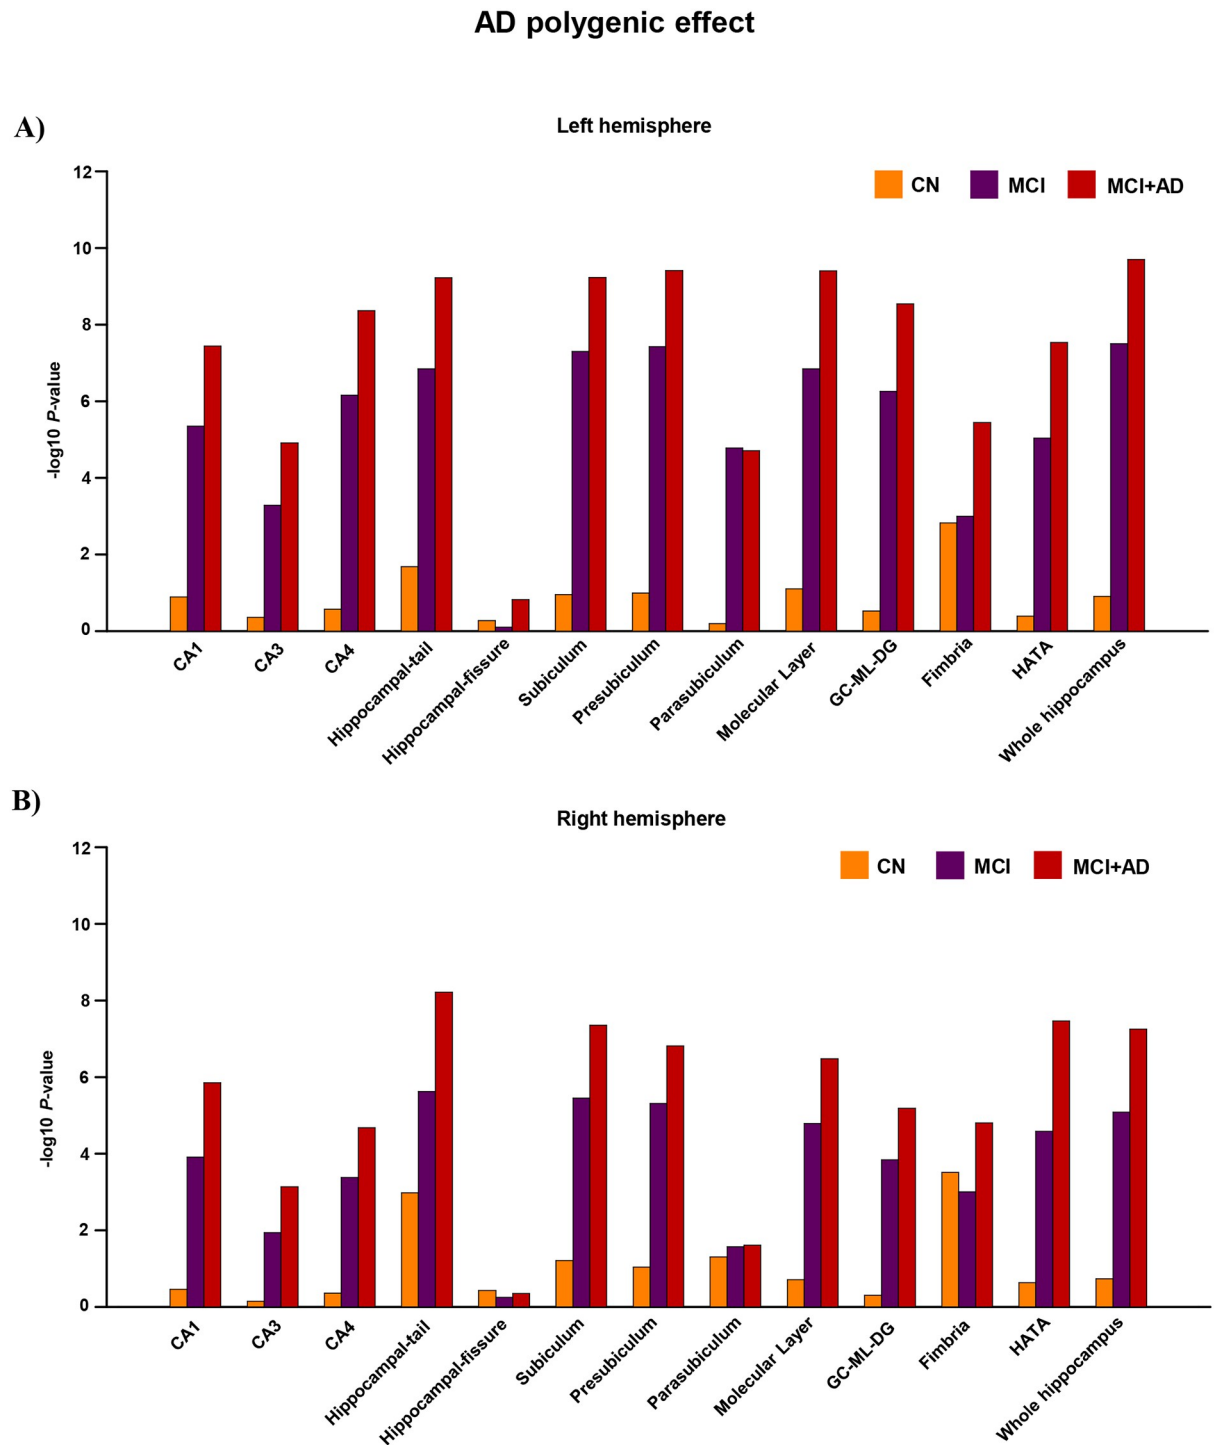 AD polygenic effect
A)
Left hemisphere
CN MCI MCI+AD
12
10
8
6
4
2
0
-log10 P-value
CA1
CA3
CA4
Hippocampal-tail
Hippocampal-fissure
Subiculum
Presubiculum
Parasubiculum
Molecular Layer
GC-ML-DG
Fimbria
HATA
Whole hippocampus
B)
Right hemisphere
CN MCI MCI+AD
12
10
8
6
4
2
0
-log10 P-value
CA1
CA3
CA4
Hippocampal-tail
Hippocampal-fissure
Subiculum
Presubiculum
Parasubiculum
Molecular Layer
GC-ML-DG
Fimbria
HATA
Whole hippocampus